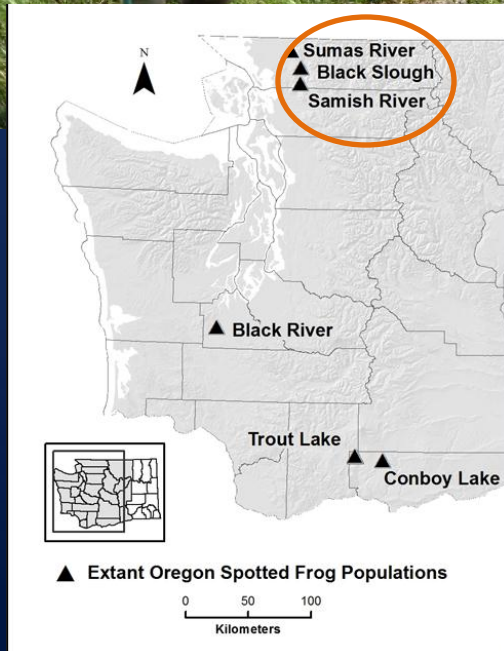 N
Sumas River
Black Slough
Samish River
Black River
Trout Lake
Conboy Lake
Extant Oregon Spotted Frog Populations
0 50 100
Kilometers